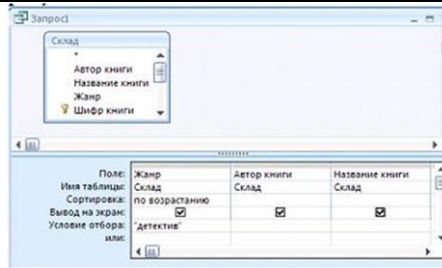 Запрос1
Склад
*
Автор книги
Название книги
Жанр
Шифр книги
Поле: Жанр Автор книги Название книги
Имя таблицы: Склад Склад Склад
Сортировка: по возрастанию
Вывод на экран:
Условие отбора: "детектив"
или: